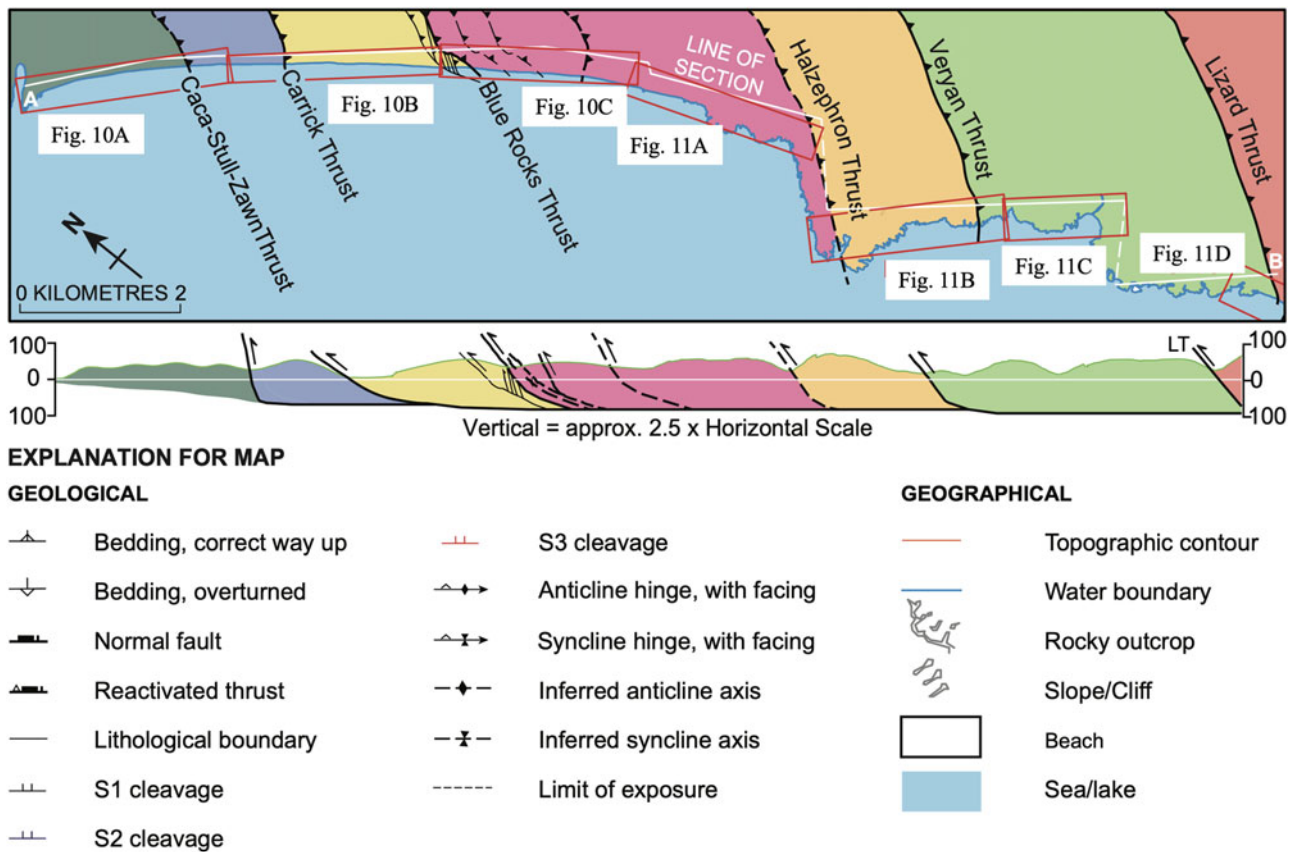 A
Fig. 10A
Caca-Stull-ZawnThrust
Carrick Thrust
Fig. 10B
Blue Rocks Thrust
Fig. 10C
LINE OF
SECTION
Fig. 11A
Halzephron Thrust
Veryan Thrust
Lizard Thrust
Fig. 11B
Fig. 11C
Fig. 11D
B
N
0 KILOMETRES 2
100
0
100
LT
100
0
100
Vertical = approx. 2.5 x Horizontal Scale
EXPLANATION FOR MAP
GEOLOGICAL
Bedding, correct way up
Bedding, overturned
Normal fault
Reactivated thrust
Lithological boundary
S1 cleavage
S2 cleavage
S3 cleavage
Anticline hinge, with facing
Syncline hinge, with facing
Inferred anticline axis
Inferred syncline axis
Limit of exposure
GEOGRAPHICAL
Topographic contour
Water boundary
Rocky outcrop
Slope/Cliff
Beach
Sea/lake